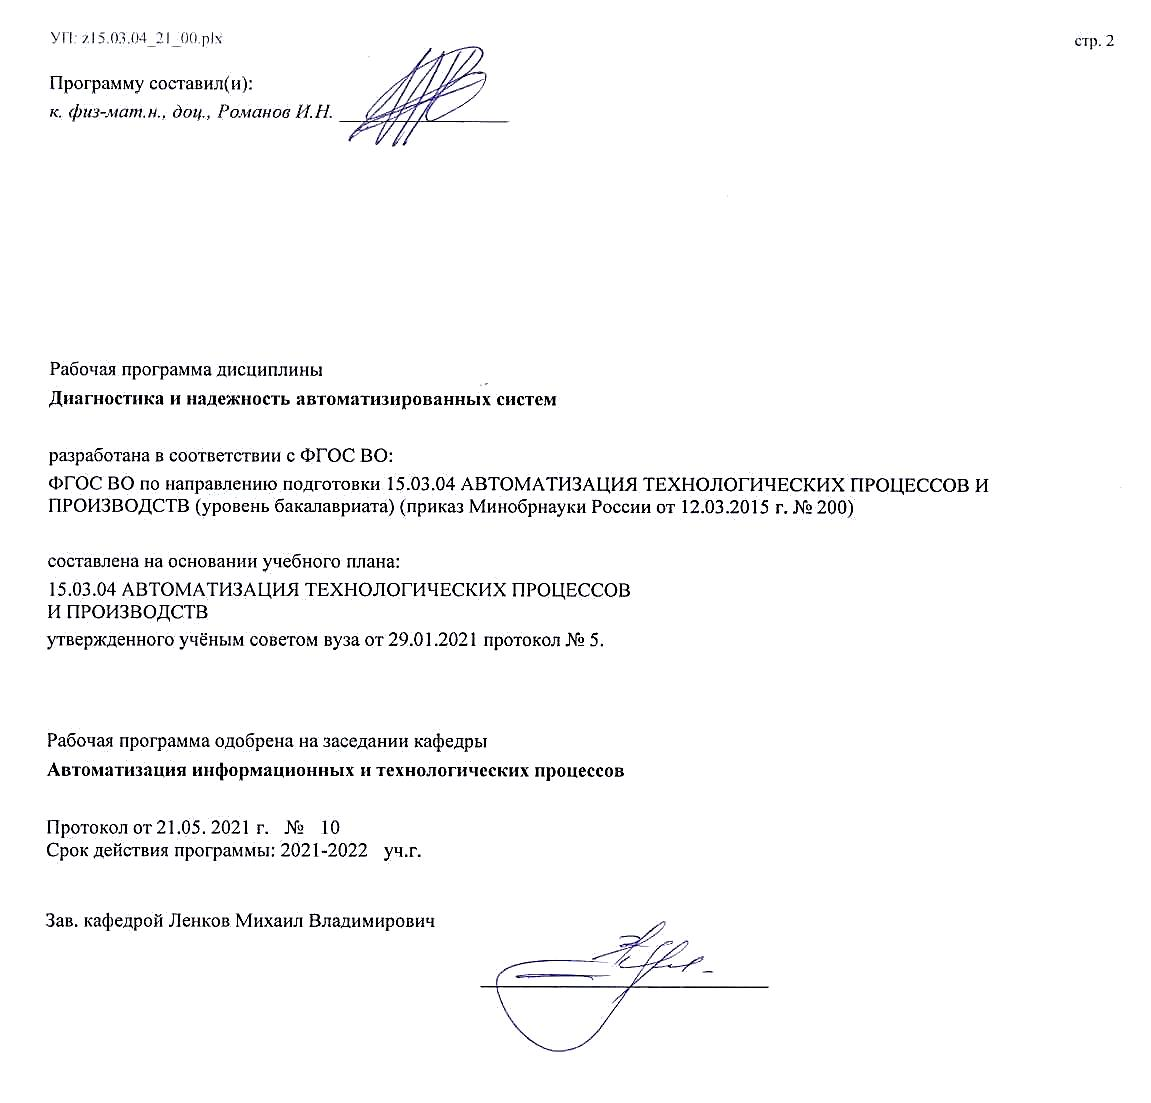 УП: z15.03.04_21_00.plx
стр. 2
Программу составил(и):
к. физ-мат.н., доц., Романов И.Н.
Рабочая программа дисциплины
Диагностика и надежность автоматизированных систем
разработана в соответствии с ФГОС ВО:
ФГОС ВО по направлению подготовки 15.03.04 АВТОМАТИЗАЦИЯ ТЕХНОЛОГИЧЕСКИХ ПРОЦЕССОВ И
ПРОИЗВОДСТВ (уровень бакалавриата) (приказ Минобрнауки России от 12.03.2015 г. № 200)
составлена на основании учебного плана:
15.03.04 АВТОМАТИЗАЦИЯ ТЕХНОЛОГИЧЕСКИХ ПРОЦЕССОВ
И ПРОИЗВОДСТВ
утвержденного учёным советом вуза от 29.01.2021 протокол № 5.
Рабочая программа одобрена на заседании кафедры
Автоматизация информационных и технологических процессов
Протокол от 21.05. 2021 г. № 10
Срок действия программы: 2021-2022 уч.г.
Зав. кафедрой Ленков Михаил Владимирович